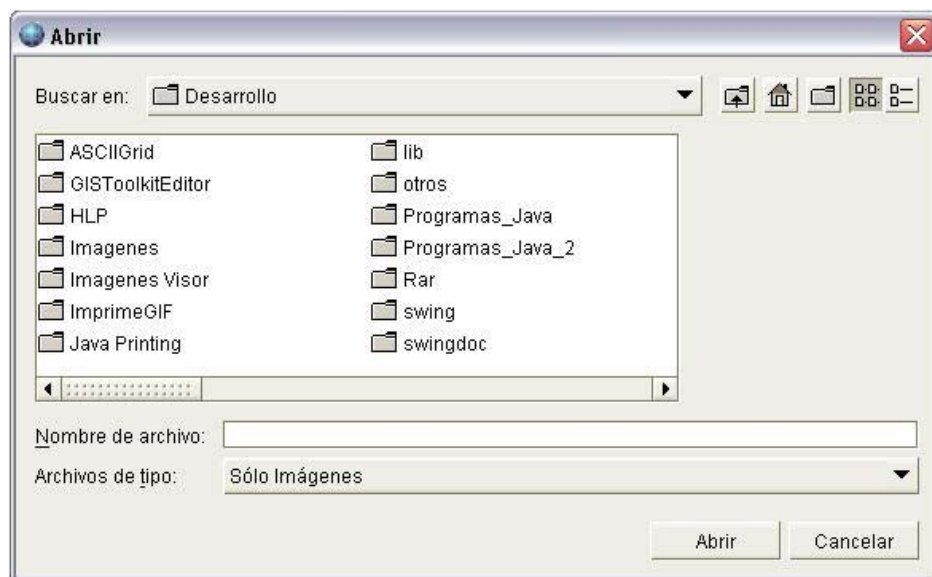 Abrir
Buscar en: Desarrollo
ASCIIGrid
GISToolkitEditor
HLP
Imagenes
Imagenes Visor
ImprimeGIF
Java Printing
lib
otros
Programas_Java
Programas_Java_2
Rar
swing
swingdoc
Nombre de archivo:
Archivos de tipo: Sólo Imágenes
Abrir Cancelar